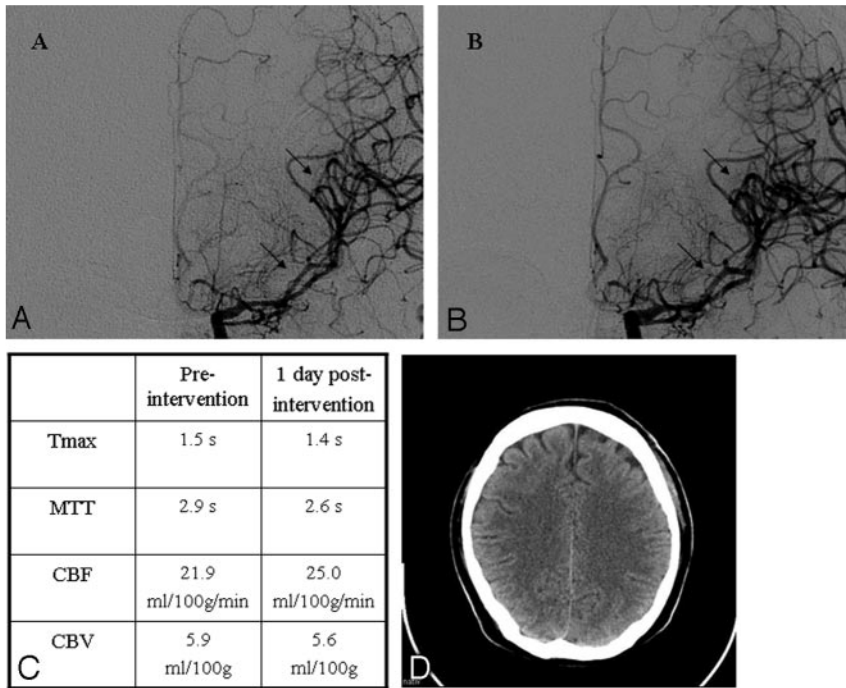 A
B
A
B
Pre-
intervention
1 day post-
intervention
Tmax
1.5 s
1.4 s
MTT
2.9 s
2.6 s
CBF
21.9
ml/100g/min
25.0
ml/100g/min
CBV
5.9
ml/100g
5.6
ml/100g
C
D